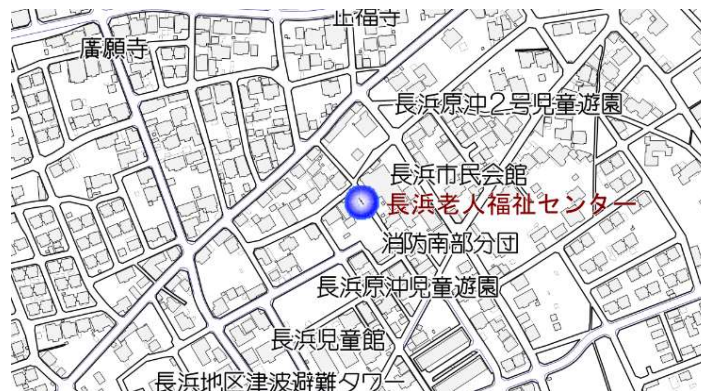 正福寺
廣願寺
長浜原沖2号児童遊園
長浜市民会館
長浜老人福祉センター
消防南部分団
長浜原沖児童遊園
長浜児童館
長浜地区津波避難タワー